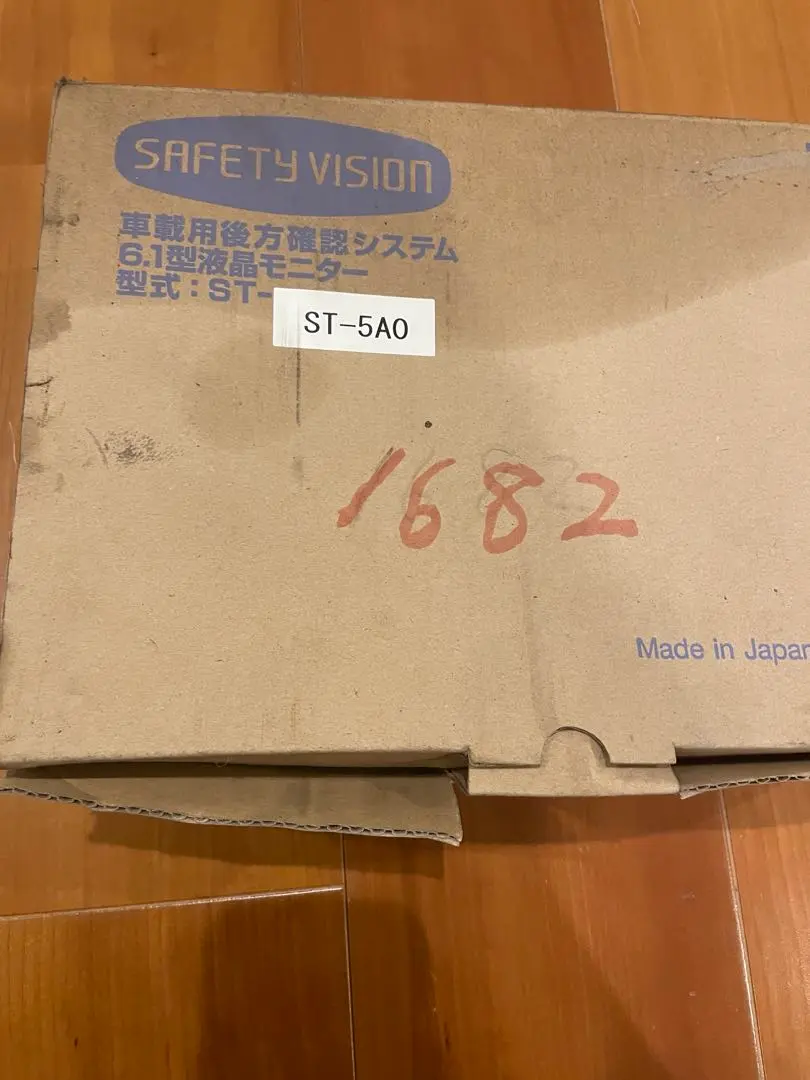 SAFETY VISION
車載用後方確認システム
6.1型液晶モニター
型式：ST-
ST-5A0
1682
Made in Japan